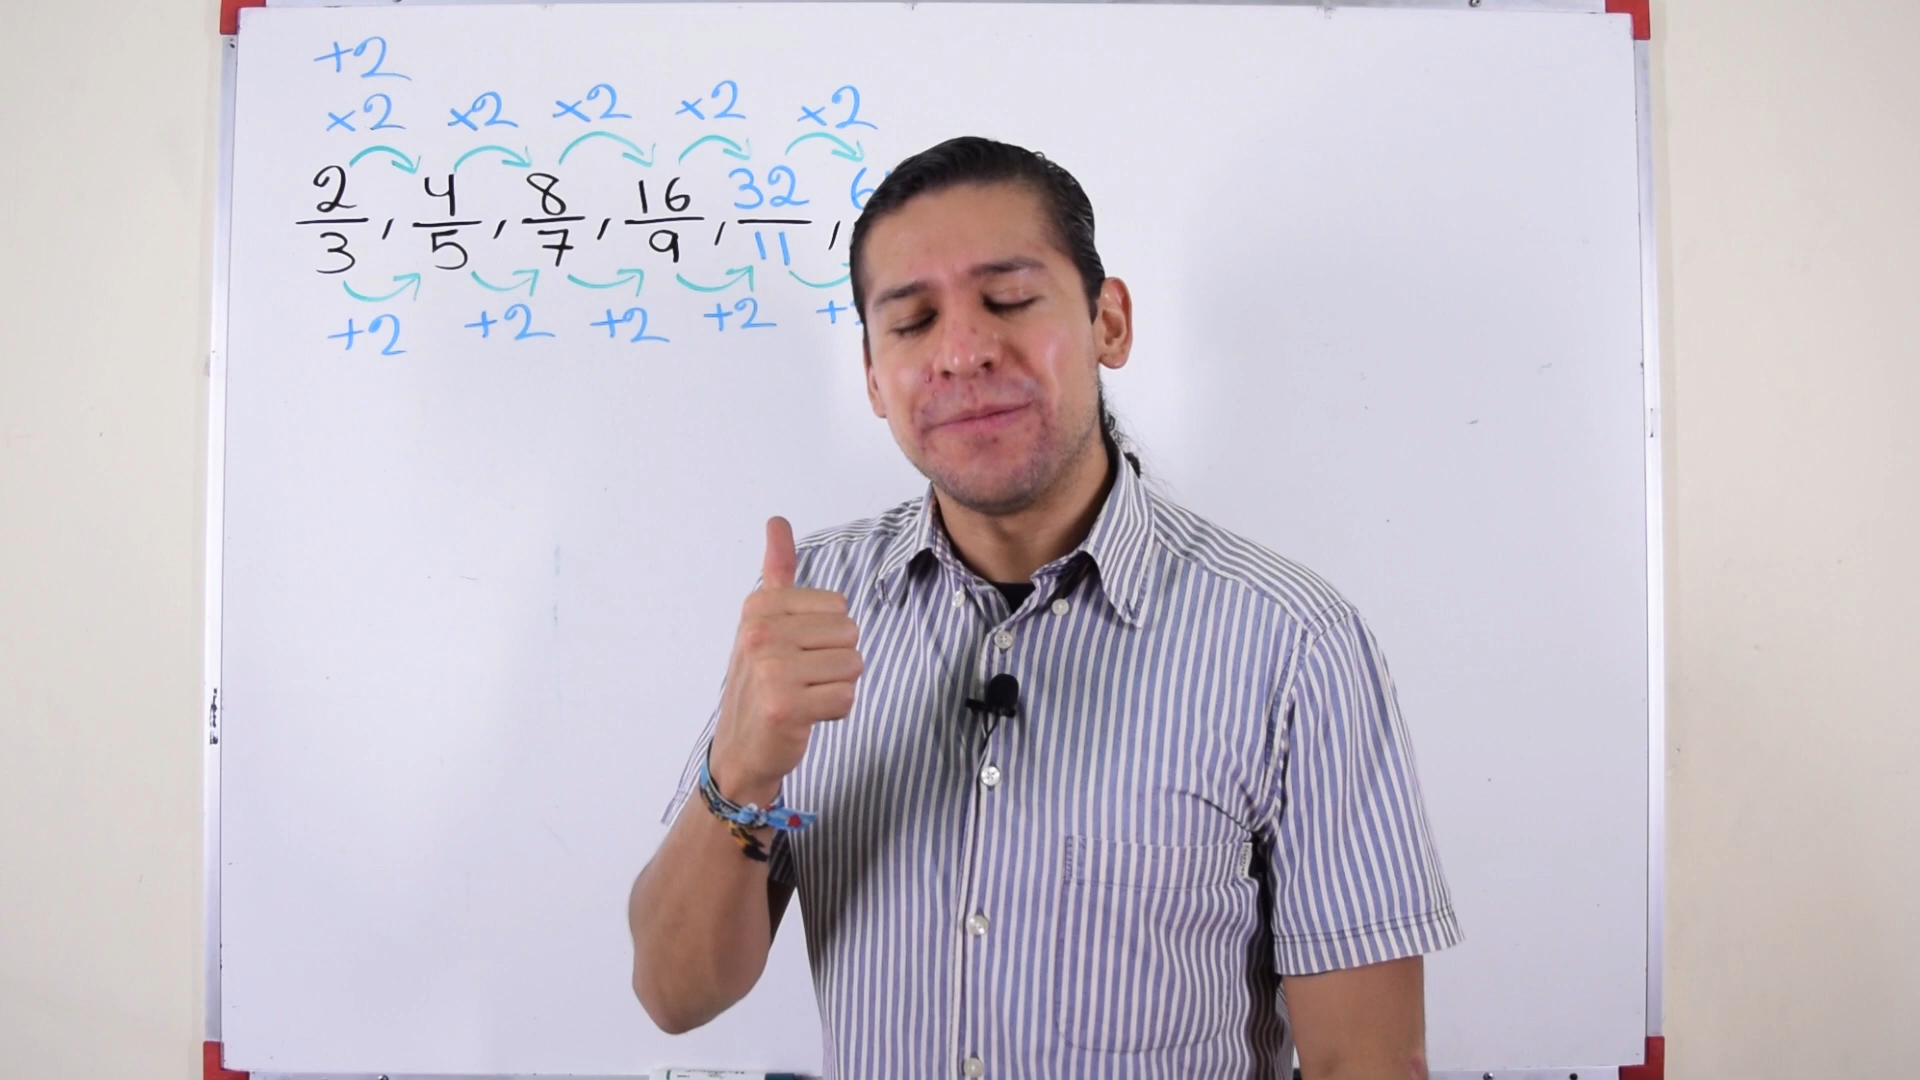 +2
×2 ×2 ×2 ×2 ×2
2/3, 4/5, 8/7, 16/9, 32/11,
+2 +2 +2 +2